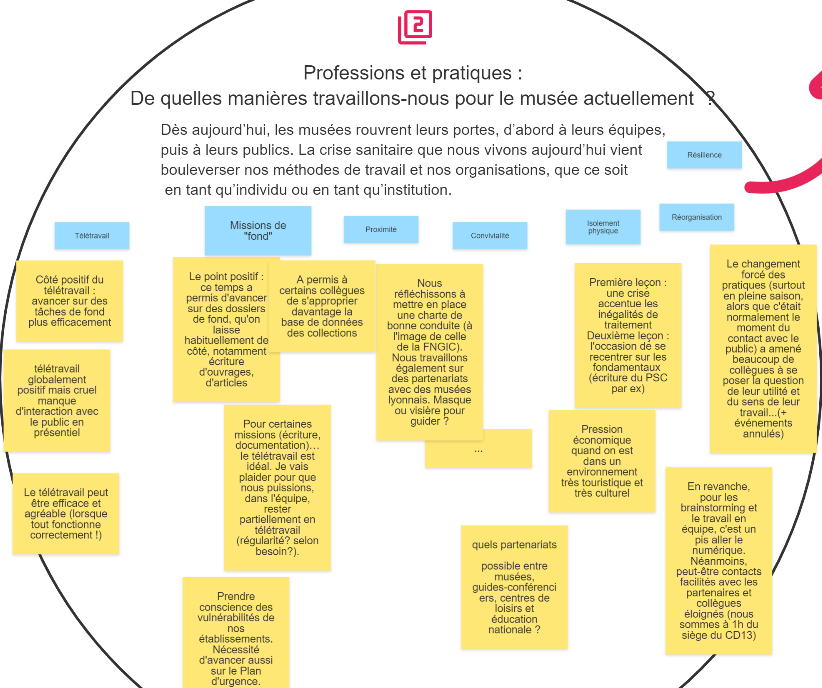 2
Professions et pratiques :
De quelles manières travaillons-nous pour le musée actuellement ?
Dès aujourd'hui, les musées rouvrent leurs portes, d'abord à leurs équipes,
puis à leurs publics. La crise sanitaire que nous vivons aujourd'hui vient
bouleverser nos méthodes de travail et nos organisations, que ce soit
en tant qu'individu ou en tant qu'institution.
Résilience
Télétravail
Missions de
"fond"
Proximité
Convivialité
Isolement
physique
Réorganisation
Côté positif du
télétravail :
avancer sur des
tâches de fond
plus efficacement
télétravail
globalement
positif mais cruel
manque
d'interaction avec
le public en
présentiel
Le télétravail peut
être efficace et
agréable (lorsque
tout fonctionne
correctement !)
Le point positif :
ce temps a
permis d'avancer
sur des dossiers
de fond, qu'on
laisse
habituellement de
côté, notamment
écriture
d'ouvrages,
d'articles
A permis à
certains collègues
de s'approprier
davantage la
base de données
des collections
Pour certaines
missions (écriture,
documentation)...
le télétravail est
idéal. Je vais
plaider pour que
nous puissions,
dans l'équipe,
rester
partiellement en
télétravail
(régularité? selon
besoin?).
Prendre
conscience des
vulnérabilités de
nos
établissements.
Nécessité
d'avancer aussi
sur le Plan
d'urgence.
Nous
réfléchissons à
mettre en place
une charte de
bonne conduite (à
l'image de celle
de la FNGIC).
Nous travaillons
également sur
des partenariats
avec des musées
lyonnais. Masque
ou visière pour
guider ?
...
quels partenariats
possible entre
musées,
guides-conférenci
ers, centres de
loisirs et
éducation
nationale ?
Première leçon :
une crise
accentue les
inégalités de
traitement
Deuxième leçon :
l'occasion de se
recentrer sur les
fondamentaux
(écriture du PSC
par ex)
Pression
économique
quand on est
dans un
environnement
très touristique et
très culturel
Le changement
forcé des
pratiques (surtout
en pleine saison,
alors que c'était
normalement le
moment du
contact avec le
public) a amené
beaucoup de
collègues à se
poser la question
de leur utilité et
du sens de leur
travail...(+
événements
annulés)
En revanche,
pour les
brainstorming et
le travail en
équipe, c'est un
pis aller le
numérique.
Néanmoins,
peut-être contacts
facilités avec les
partenaires et
collègues
éloignés (nous
sommes à 1h du
siège du CD13)